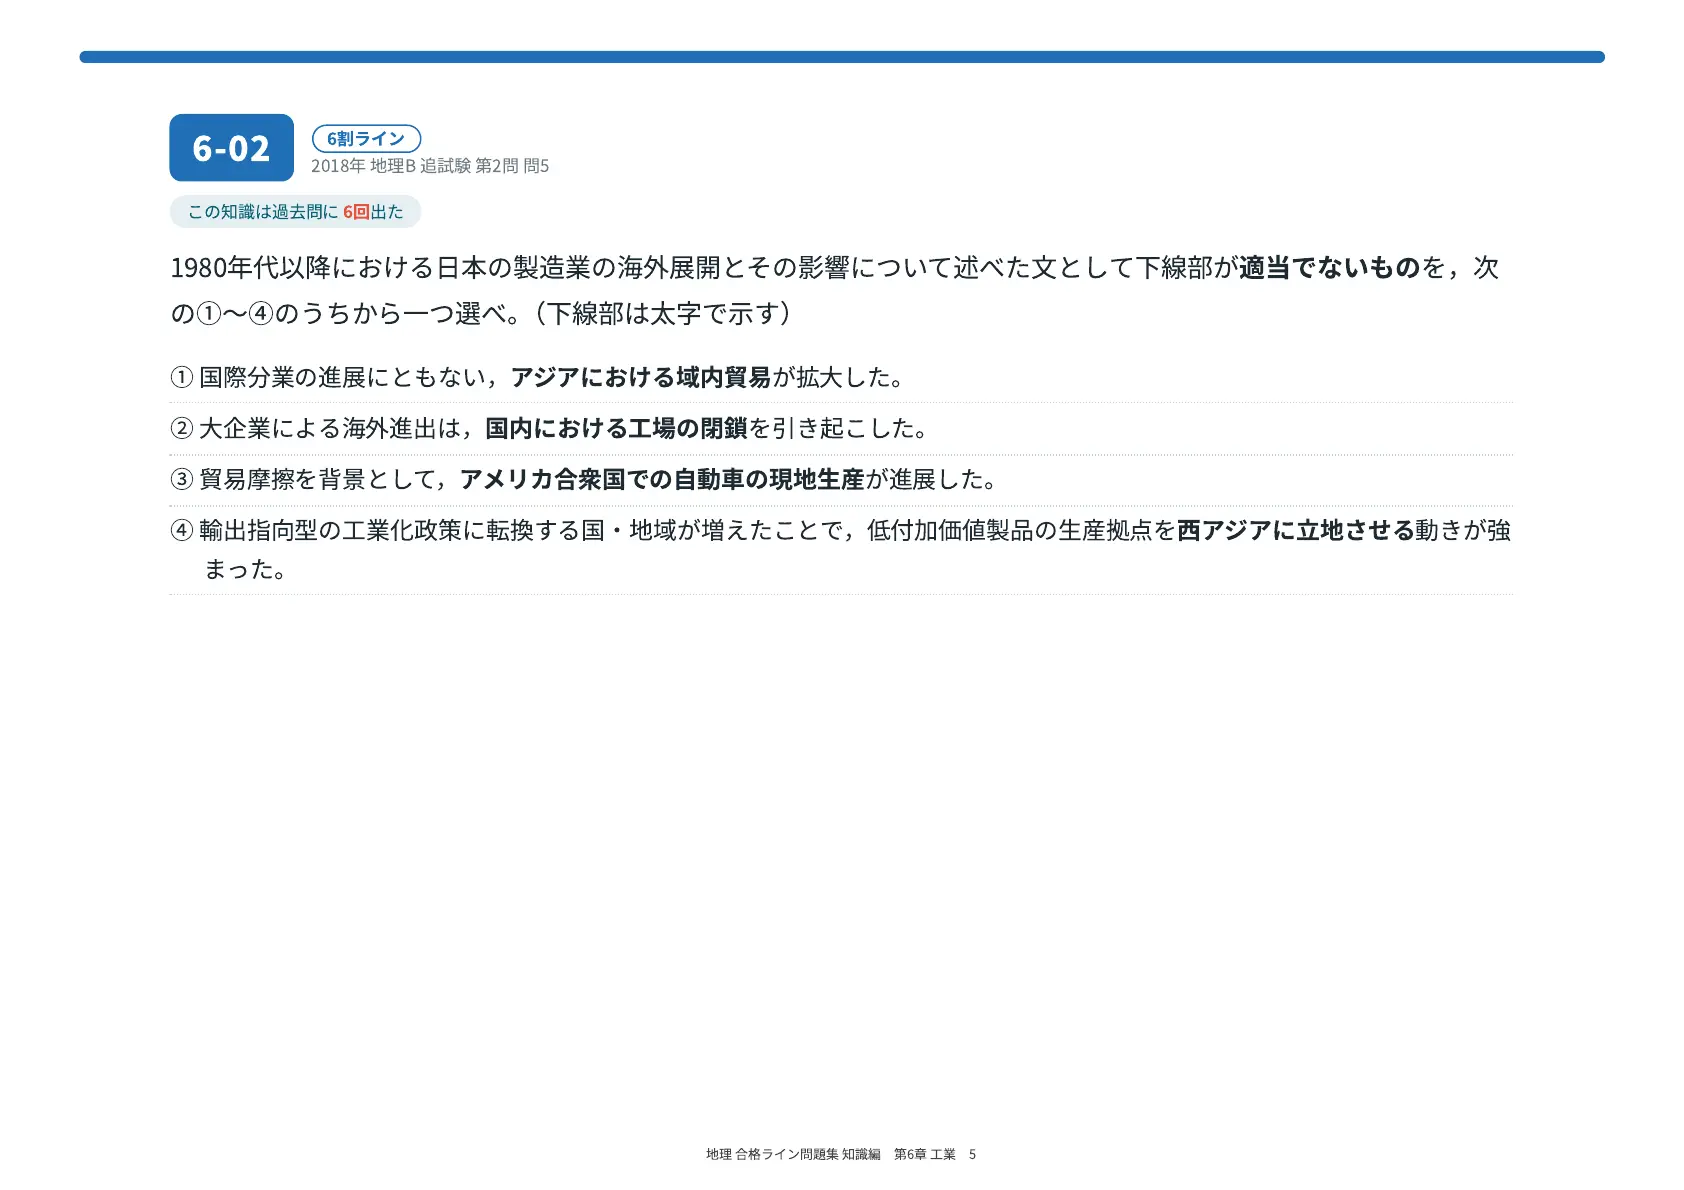 6-02
6割ライン
2018年 地理B 追試験 第2問 問5
この知識は過去問に 6回出た
1980年代以降における日本の製造業の海外展開とその影響について述べた文として下線部が適当でないものを，次
の①～④のうちから一つ選べ。（下線部は太字で示す）
① 国際分業の進展にともない，アジアにおける域内貿易が拡大した。
② 大企業による海外進出は，国内における工場の閉鎖を引き起こした。
③ 貿易摩擦を背景として，アメリカ合衆国での自動車の現地生産が進展した。
④ 輸出指向型の工業化政策に転換する国・地域が増えたことで，低付加価値製品の生産拠点を西アジアに立地させる動きが強
まった。
地理 合格ライン問題集 知識編　第6章 工業　5